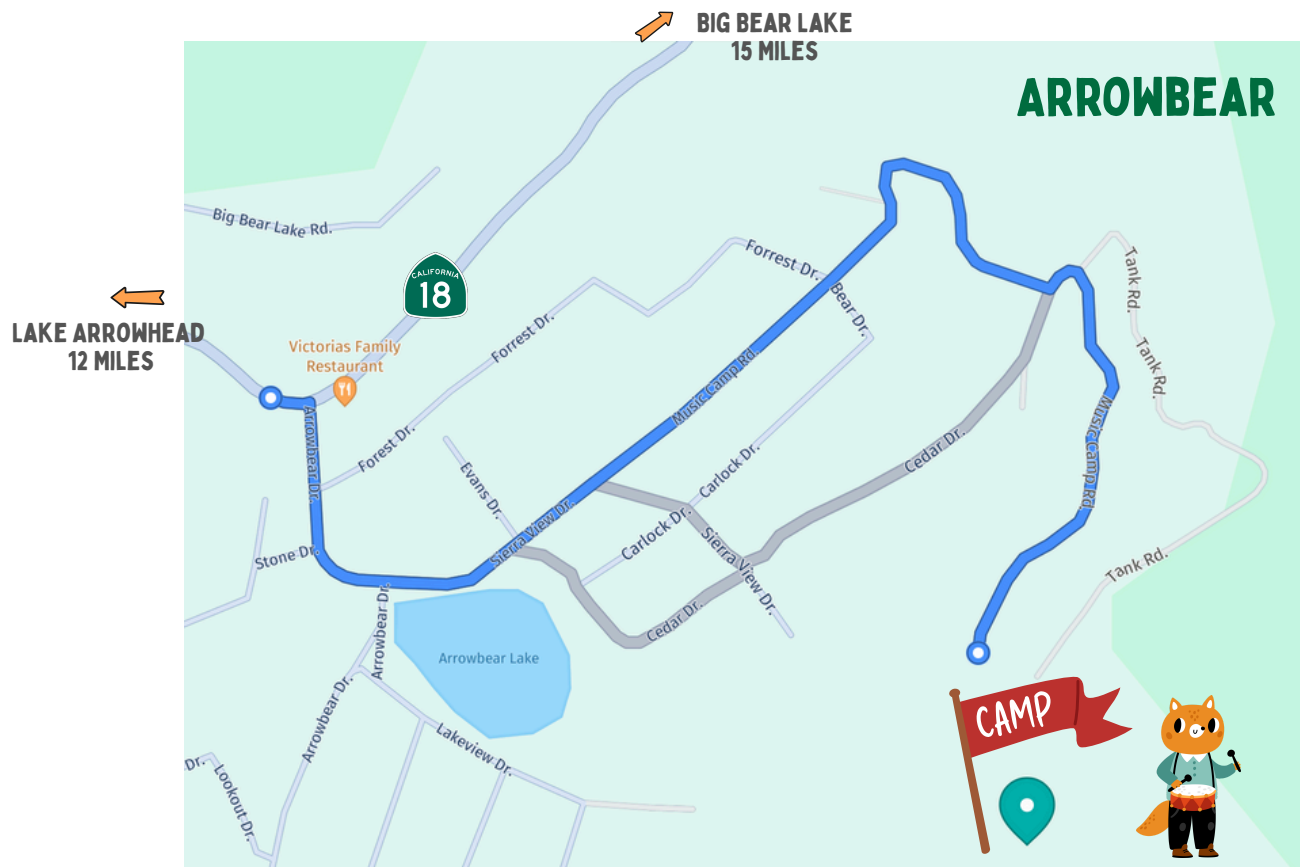 BIG BEAR LAKE
15 MILES
ARROWBEAR
Big Bear Lake Rd.
Tank Rd.
Forrest Dr.
Bear Dr.
CALIFORNIA
18
LAKE ARROWHEAD
12 MILES
Victorias Family
Restaurant
Forrest Dr.
Tank Rd.
Music Camp Rd.
Arrowbear Dr.
Forest Dr.
Evans Dr.
Carlock Dr.
Cedar Dr.
Music Camp Rd.
Sierra View Dr.
Carlock Dr.
Sierra View Dr.
Stone Dr.
Tank Rd.
Arrowbear Dr.
Cedar Dr.
Arrowbear Lake
Arrowbear Dr.
Lakeview Dr.
CAMP
Dr.
Lookout Dr.